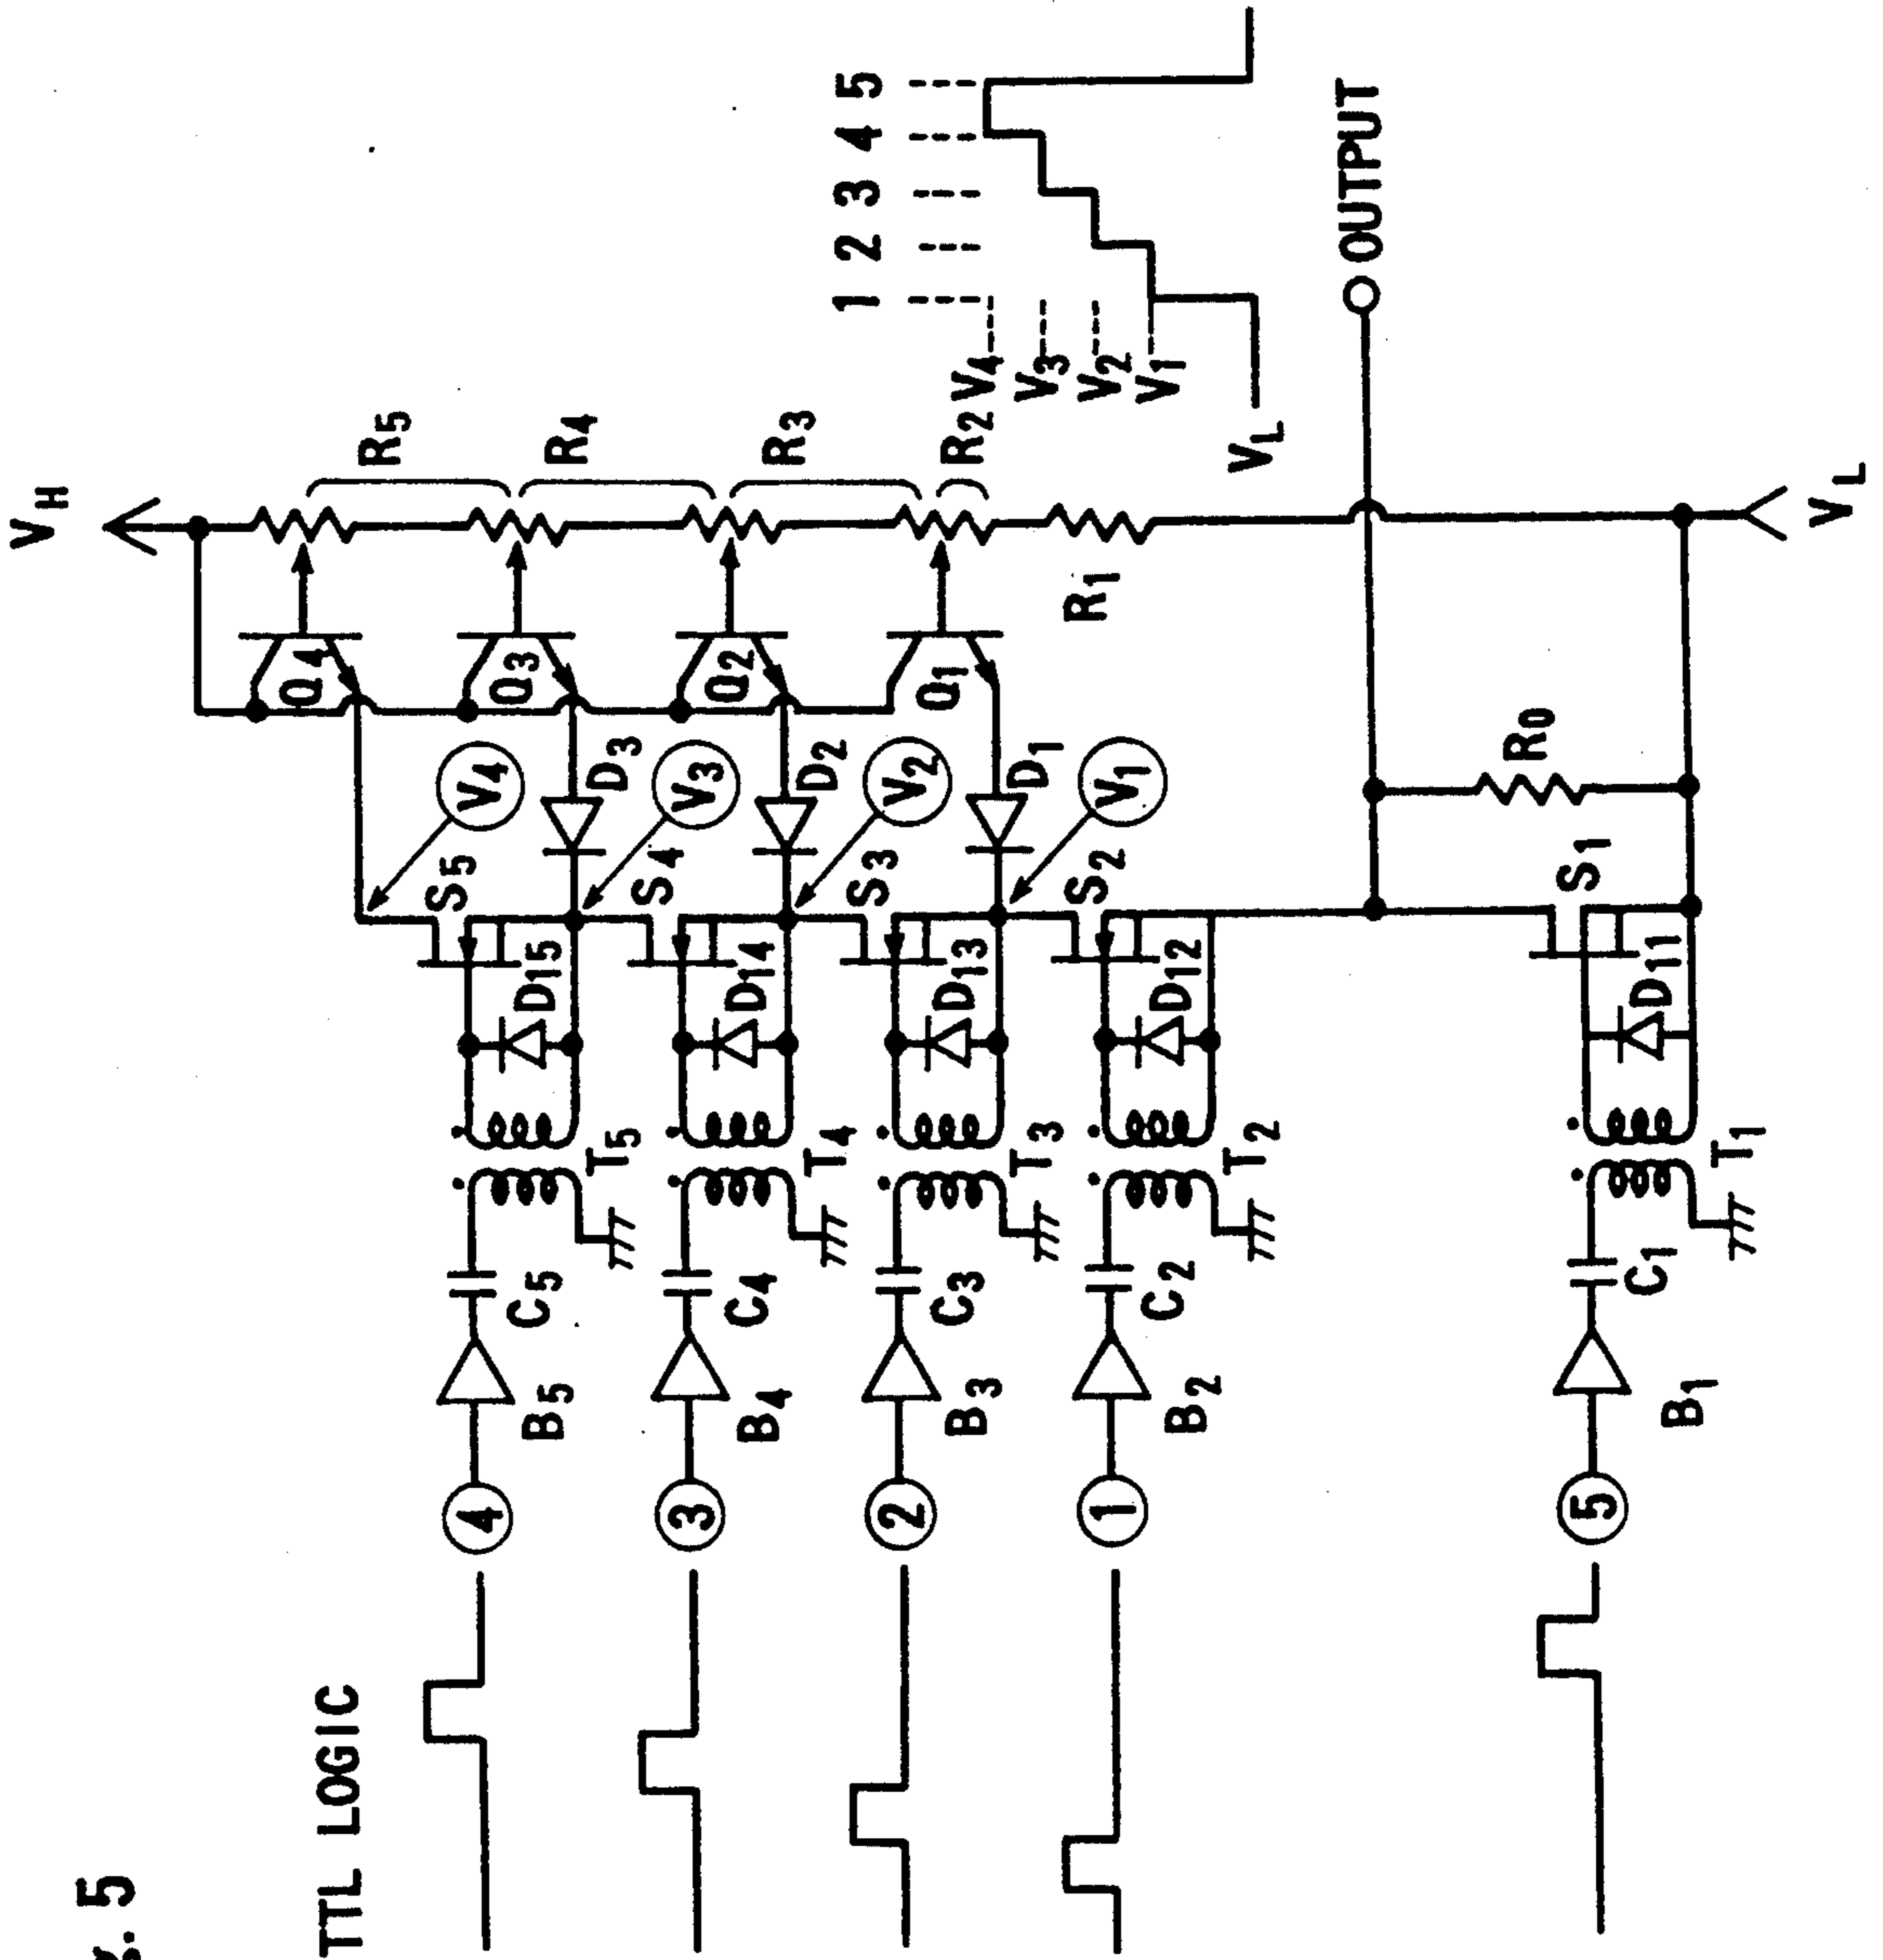 g. 5
TTL LOGIC
4
3
2
1
5
B5
B4
B3
B2
B1
C5
C4
C3
C2
C1
T5
T4
T3
T2
T1
D15
D14
D13
D12
D11
S5
S4
S3
S2
S1
V4
V3
V2
V1
D3
D2
D1
Q4
Q3
Q2
Q1
R0
R1
VH
VL
R5
R4
R3
R2
OUTPUT
1 2 3 4 5
V4
V3
V2
V1
VL